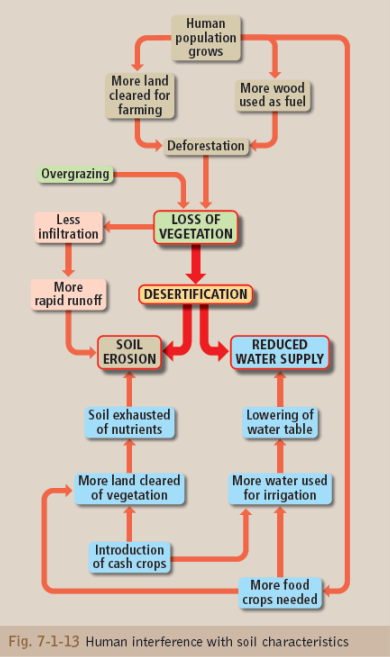 Human
population
grows
More land
cleared for
farming
More wood
used as fuel
Deforestation
Overgrazing
LOSS OF
VEGETATION
Less
infiltration
More
rapid runoff
DESERTIFICATION
SOIL
EROSION
REDUCED
WATER SUPPLY
Soil exhausted
of nutrients
Lowering of
water table
More land cleared
of vegetation
More water used
for irrigation
Introduction
of cash crops
More food
crops needed
Fig. 7-1-13 Human interference with soil characteristics